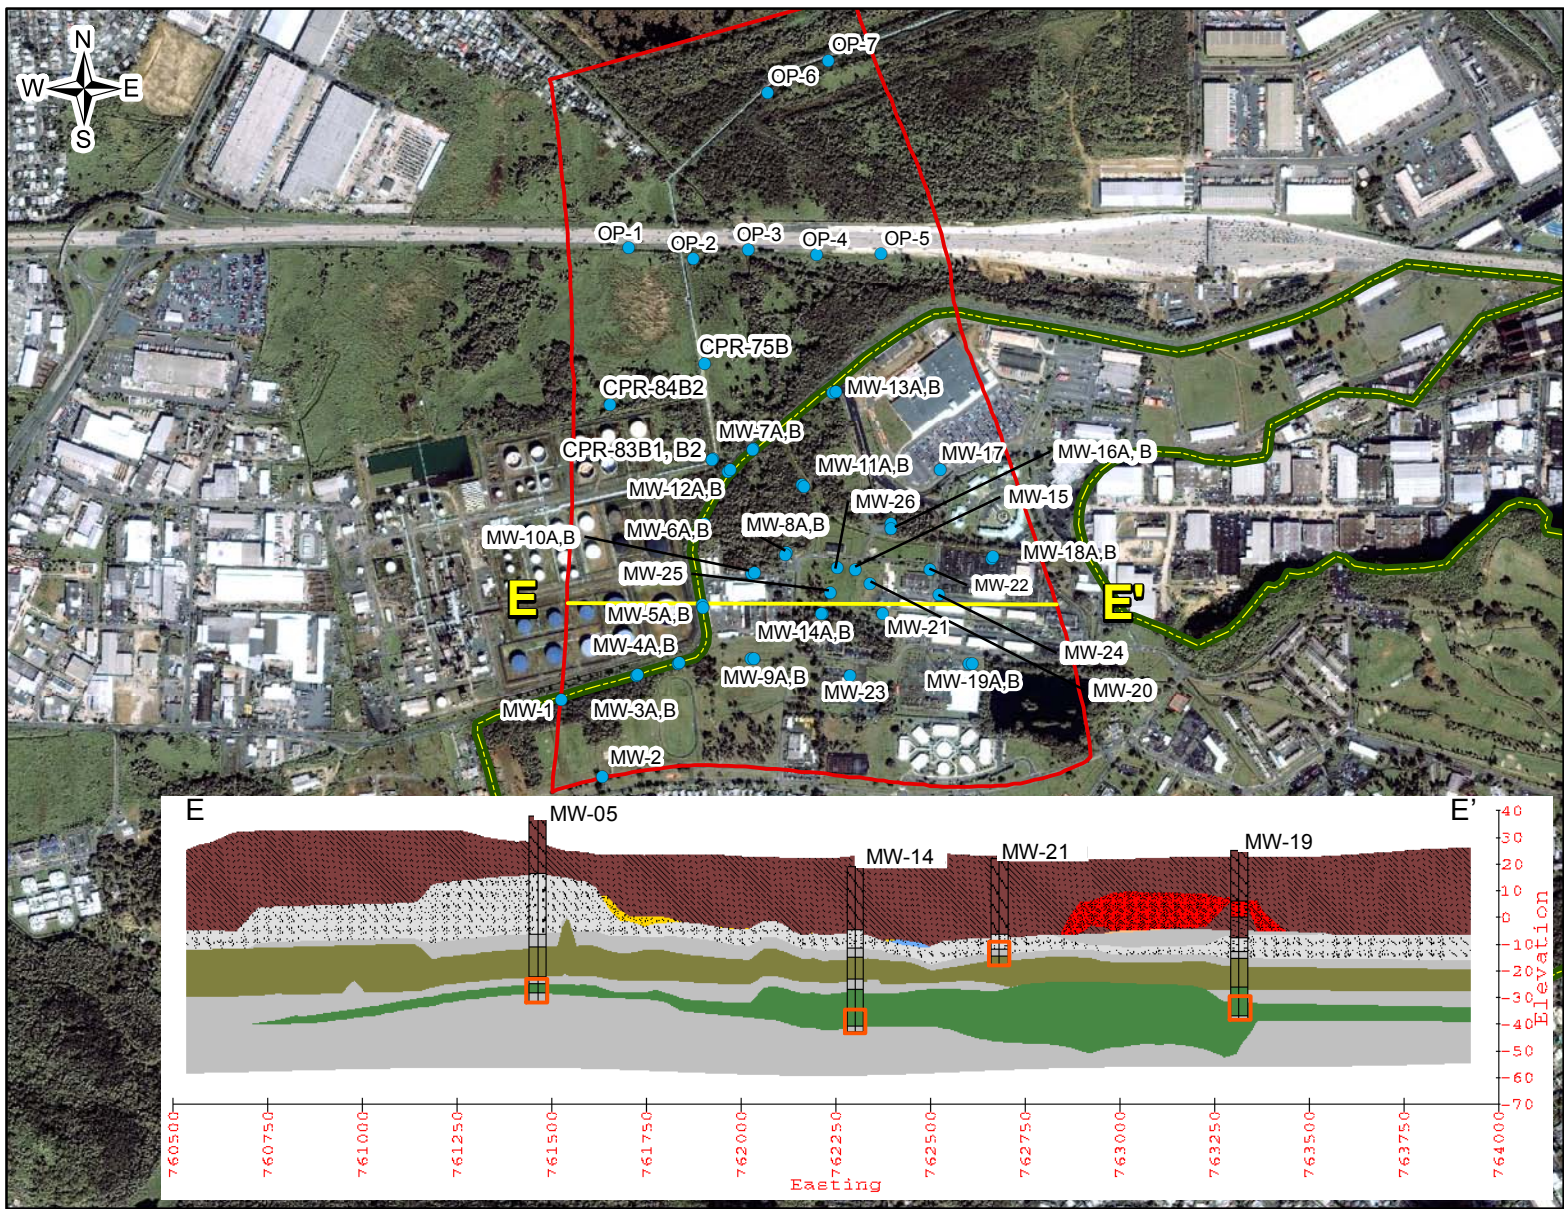 N
W E
S
OP-7
OP-6
OP-1
OP-2
OP-3
OP-4
OP-5
CPR-75B
CPR-84B2
MW-13A,B
MW-7A,B
CPR-83B1, B2
MW-11A,B
MW-17
MW-16A, B
MW-12A,B
MW-26
MW-15
MW-6A,B
MW-8A,B
MW-10A,B
MW-18A,B
MW-25
MW-22
E
E'
MW-5A,B
MW-14A,B
MW-21
MW-4A,B
MW-24
MW-9A,B
MW-23
MW-19A,B
MW-20
MW-1
MW-3A,B
MW-2
E
E’
MW-05
MW-14
MW-21
MW-19
40
30
20
10
0
-10
-20
-30
-40
-50
-60
-70
Elevation
760500
760750
761000
761250
761500
761750
762000
762250
762500
762750
763000
763250
763500
763750
764000
Easting